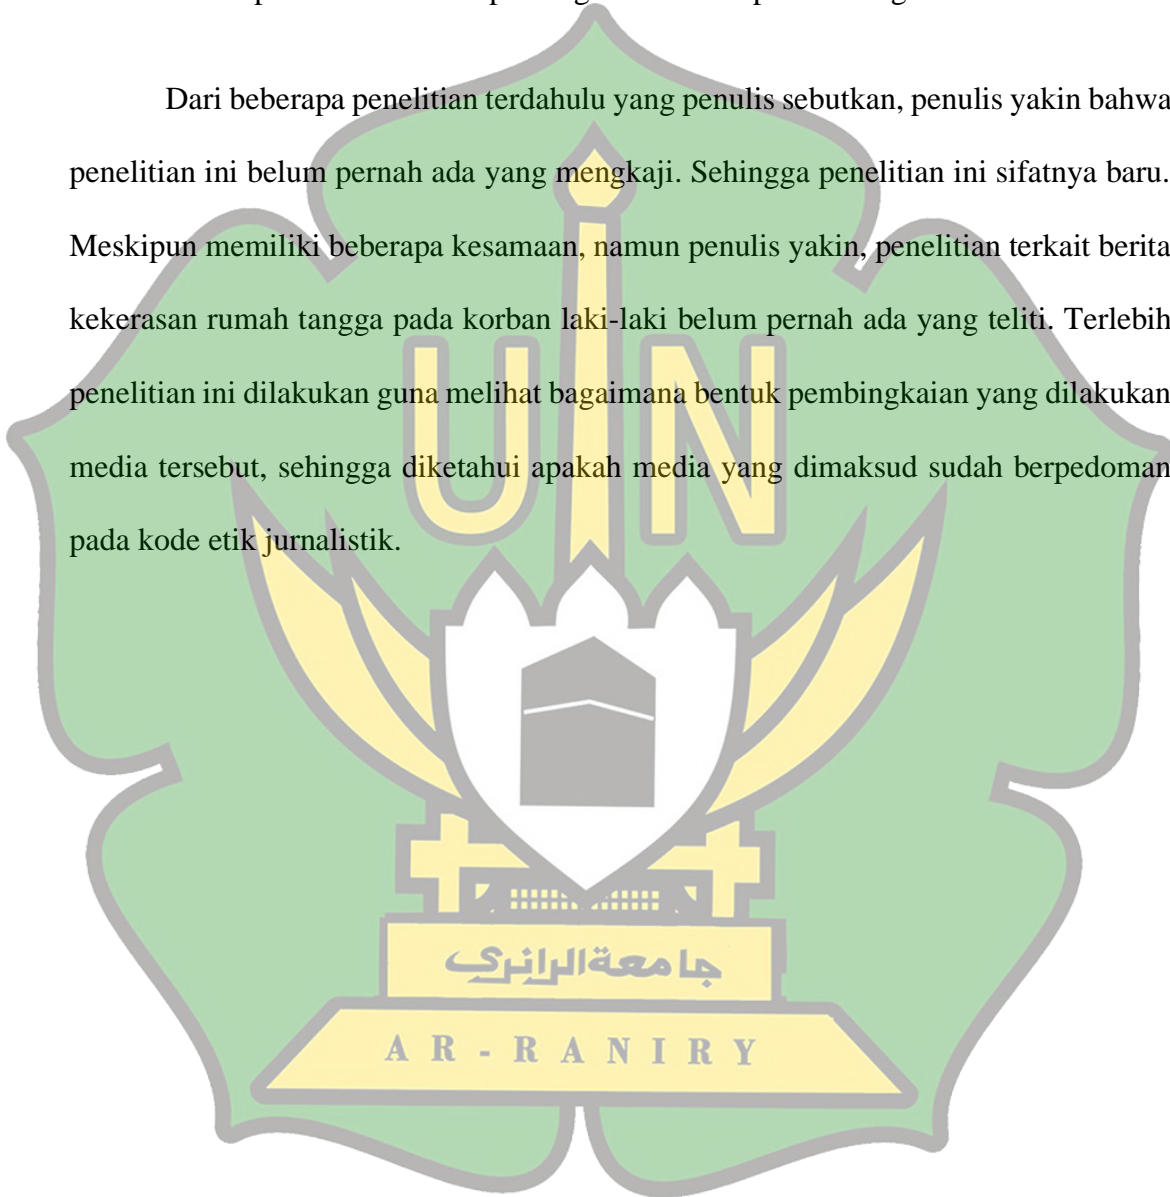 Dari beberapa penelitian terdahulu yang penulis sebutkan, penulis yakin bahwa
penelitian ini belum pernah ada yang mengkaji. Sehingga penelitian ini sifatnya baru.
Meskipun memiliki beberapa kesamaan, namun penulis yakin, penelitian terkait berita
kekerasan rumah tangga pada korban laki-laki belum pernah ada yang teliti. Terlebih
penelitian ini dilakukan guna melihat bagaimana bentuk pembingkaian yang dilakukan
media tersebut, sehingga diketahui apakah media yang dimaksud sudah berpedoman
pada kode etik jurnalistik.
UIN
جامعة الرانري
AR-RANIRY